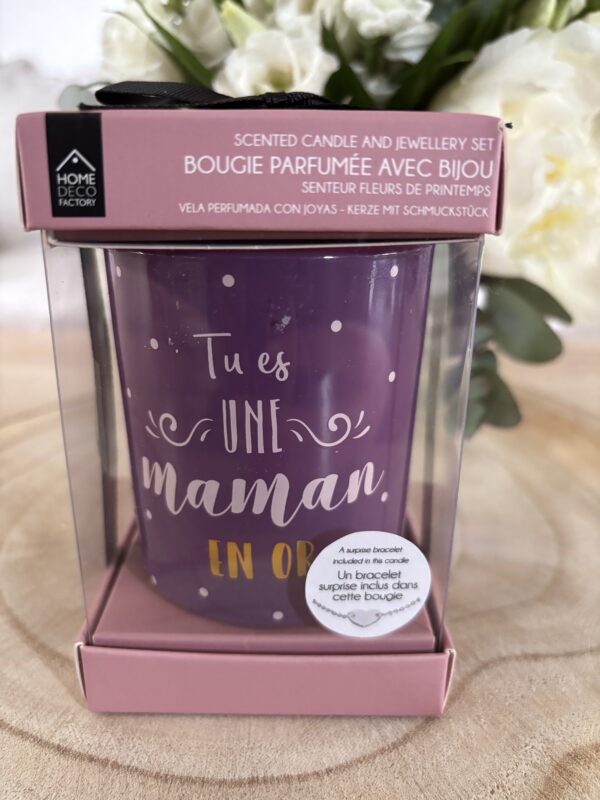 HOME
DECO
FACTORY
SCENTED CANDLE AND JEWELLERY SET
BOUGIE PARFUMÉE AVEC BIJOU
SENTEUR FLEURS DE PRINTEMPS
VELA PERFUMADA CON JOYAS - KERZE MIT SCHMUCKSTÜCK
Tu es
UNE
maman
EN OR
A surprise bracelet
included in this candle
Un bracelet
surprise inclus dans
cette bougie